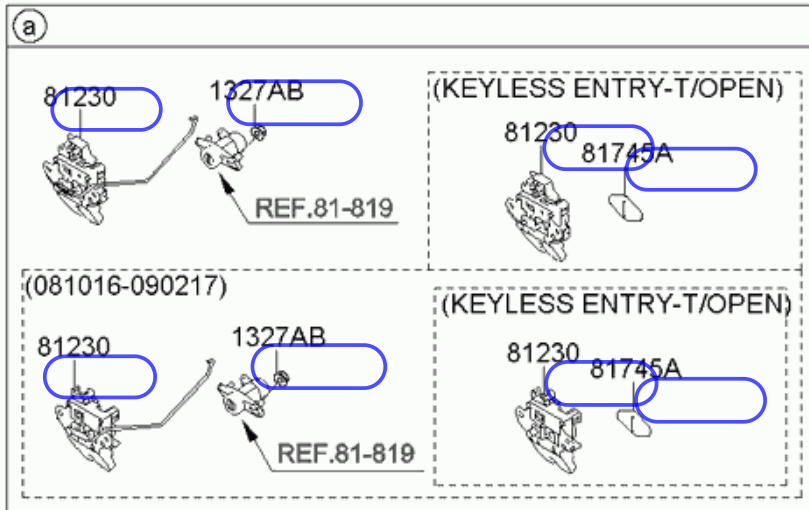 a
81230
1327AB
REF.81-819
(KEYLESS ENTRY-T/OPEN)
81230
81745A
(081016-090217)
81230
1327AB
REF.81-819
(KEYLESS ENTRY-T/OPEN)
81230
81745A